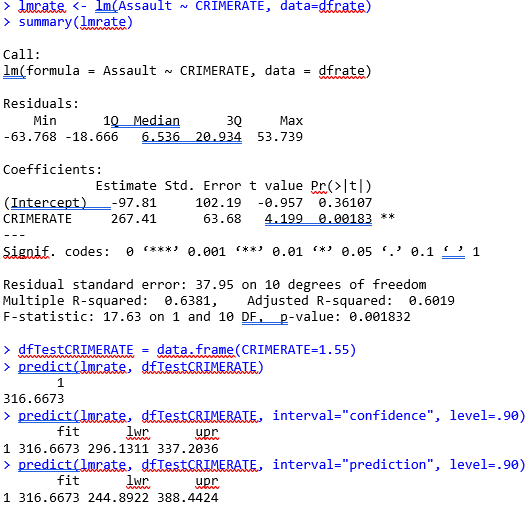 > lmrate <- lm(Assault ~ CRIMERATE, data=dfrate)
> summary(lmrate)
Call:
lm(formula = Assault ~ CRIMERATE, data = dfrate)
Residuals:
    Min      1Q  Median      3Q     Max
-63.768 -18.666   6.536  20.934  53.739
Coefficients:
            Estimate Std. Error t value Pr(>|t|)
(Intercept)   -97.81     102.19  -0.957  0.36107
CRIMERATE     267.41      63.68   4.199  0.00183 **
---
Signif. codes:  0 ‘***’ 0.001 ‘**’ 0.01 ‘*’ 0.05 ‘.’ 0.1 ‘ ’ 1
Residual standard error: 37.95 on 10 degrees of freedom
Multiple R-squared:  0.6381,    Adjusted R-squared:  0.6019
F-statistic: 17.63 on 1 and 10 DF,  p-value: 0.001832
> dfTestCRIMERATE = data.frame(CRIMERATE=1.55)
> predict(lmrate, dfTestCRIMERATE)
       1
316.6673
> predict(lmrate, dfTestCRIMERATE, interval="confidence", level=.90)
       fit      lwr      upr
1 316.6673 296.1311 337.2036
> predict(lmrate, dfTestCRIMERATE, interval="prediction", level=.90)
       fit      lwr      upr
1 316.6673 244.8922 388.4424